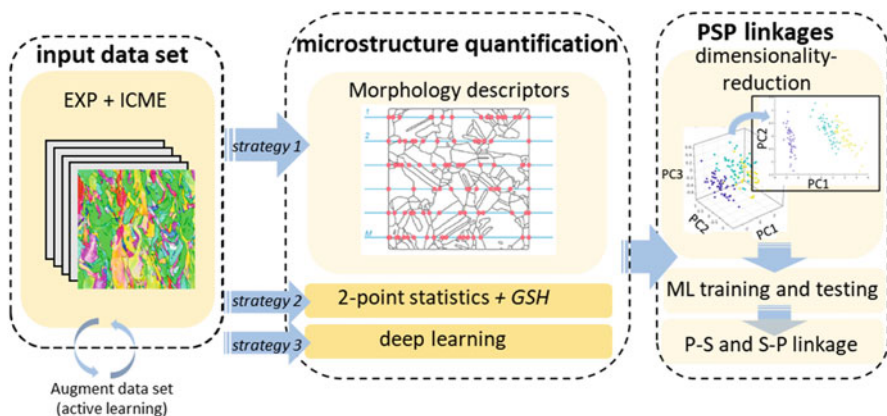 input data set
EXP + ICME
Augment data set
(active learning)
strategy 1
strategy 2
strategy 3
microstructure quantification
Morphology descriptors
1
2
M
2-point statistics + GSH
deep learning
PSP linkages
dimensionality-
reduction
PC2
PC1
PC3
PC2
PC1
ML training and testing
P-S and S-P linkage